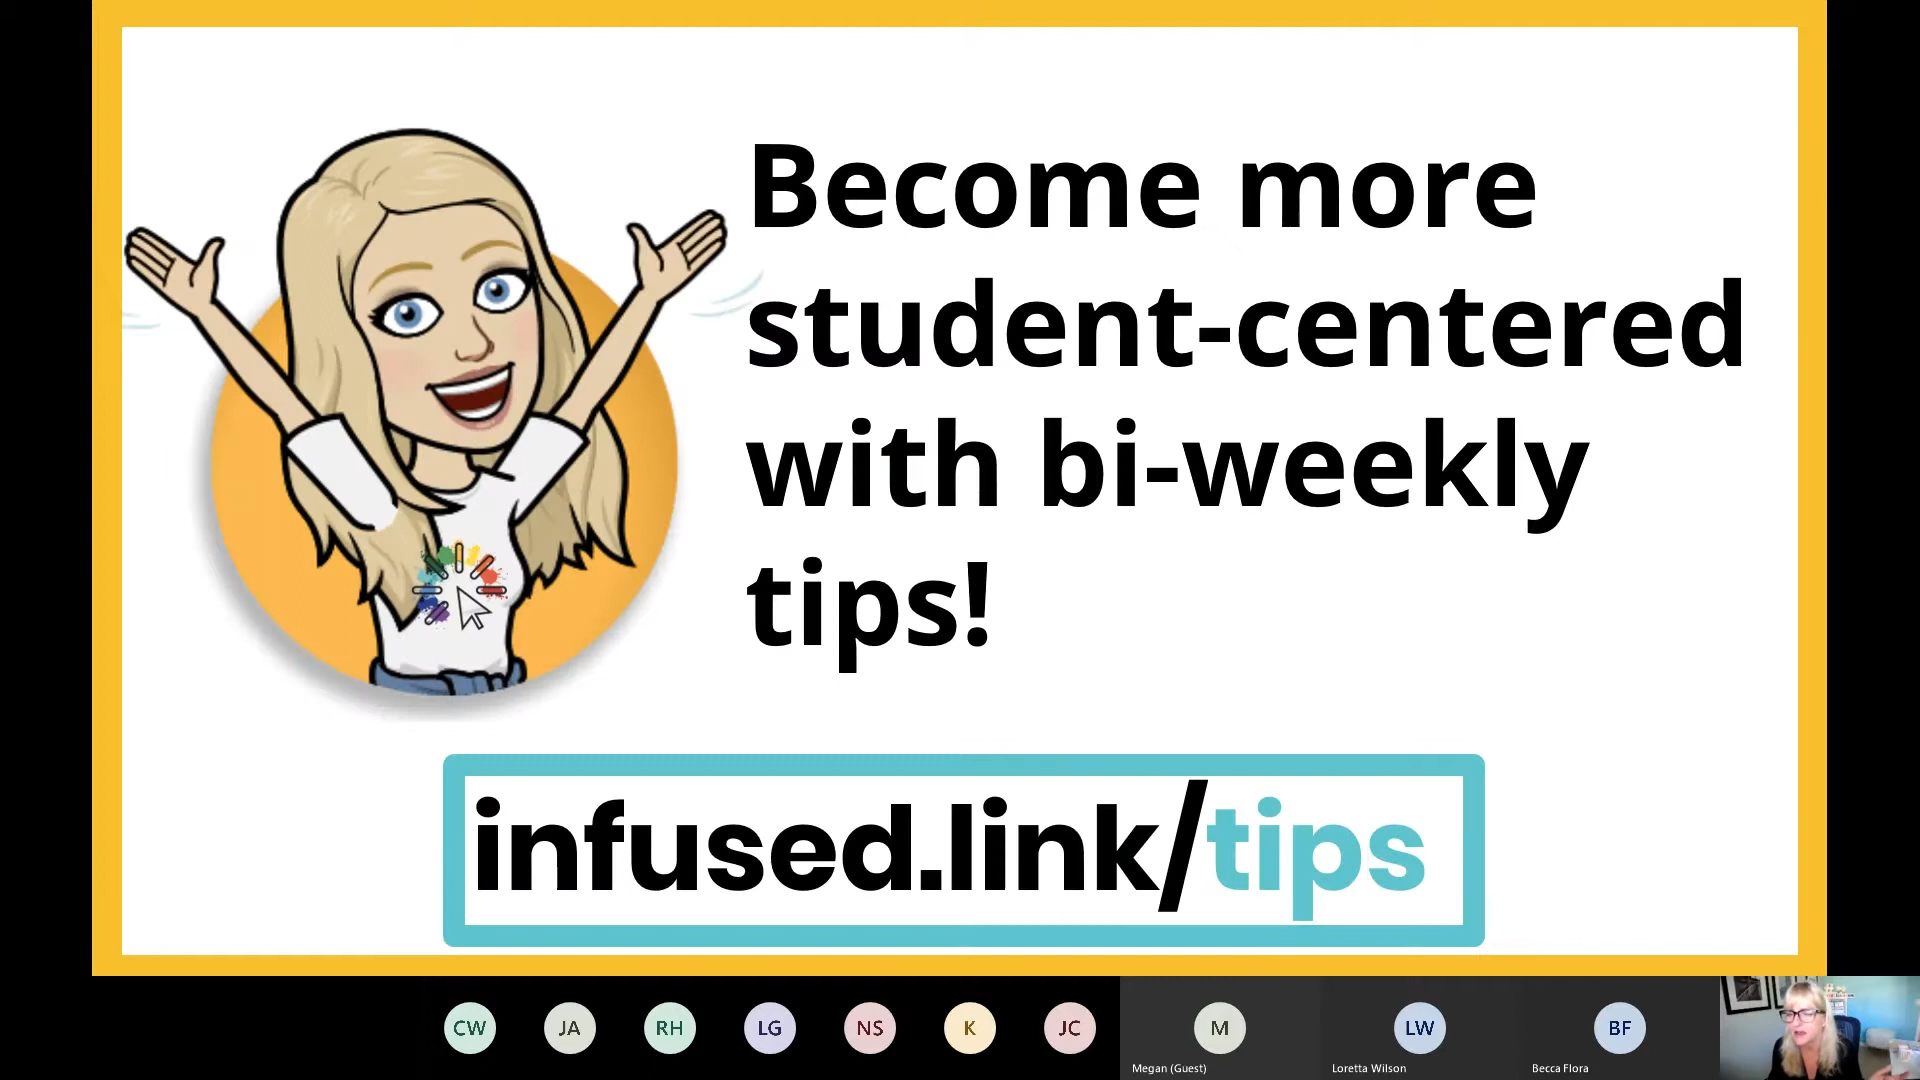 Become more
student-centered
with bi-weekly
tips!
infused.link/tips
CW
JA
RH
LG
NS
K
JC
M
LW
BF
Megan (Guest)
Loretta Wilson
Becca Flora